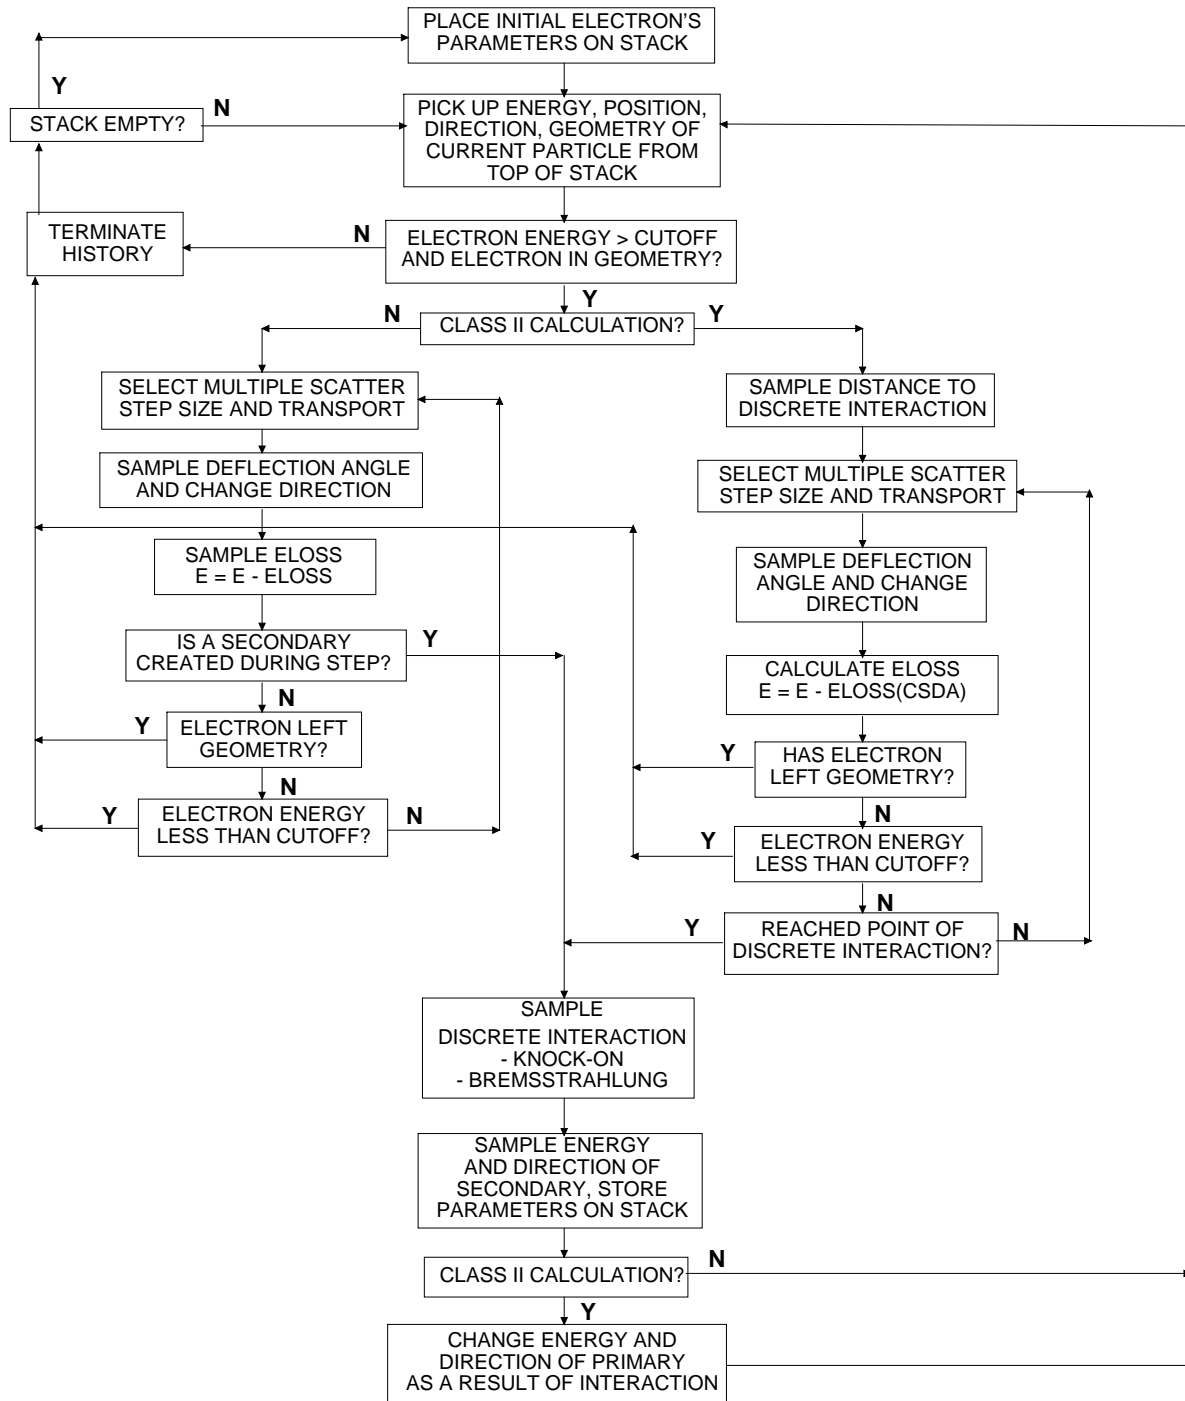 PLACE INITIAL ELECTRON'S
PARAMETERS ON STACK
Y
STACK EMPTY?
N
PICK UP ENERGY, POSITION,
DIRECTION, GEOMETRY OF
CURRENT PARTICLE FROM
TOP OF STACK
TERMINATE
HISTORY
N
ELECTRON ENERGY > CUTOFF
AND ELECTRON IN GEOMETRY?
Y
N
CLASS II CALCULATION?
Y
SELECT MULTIPLE SCATTER
STEP SIZE AND TRANSPORT
SAMPLE DEFLECTION ANGLE
AND CHANGE DIRECTION
SAMPLE ELOSS
E = E - ELOSS
IS A SECONDARY
CREATED DURING STEP?
Y
N
Y
ELECTRON LEFT
GEOMETRY?
N
Y
ELECTRON ENERGY
LESS THAN CUTOFF?
N
SAMPLE DISTANCE TO
DISCRETE INTERACTION
SELECT MULTIPLE SCATTER
STEP SIZE AND TRANSPORT
SAMPLE DEFLECTION
ANGLE AND CHANGE
DIRECTION
CALCULATE ELOSS
E = E - ELOSS(CSDA)
Y
HAS ELECTRON
LEFT GEOMETRY?
N
Y
ELECTRON ENERGY
LESS THAN CUTOFF?
N
Y
REACHED POINT OF
DISCRETE INTERACTION?
N
SAMPLE
DISCRETE INTERACTION
- KNOCK-ON
- BREMSSTRAHLUNG
SAMPLE ENERGY
AND DIRECTION OF
SECONDARY, STORE
PARAMETERS ON STACK
CLASS II CALCULATION?
N
Y
CHANGE ENERGY AND
DIRECTION OF PRIMARY
AS A RESULT OF INTERACTION